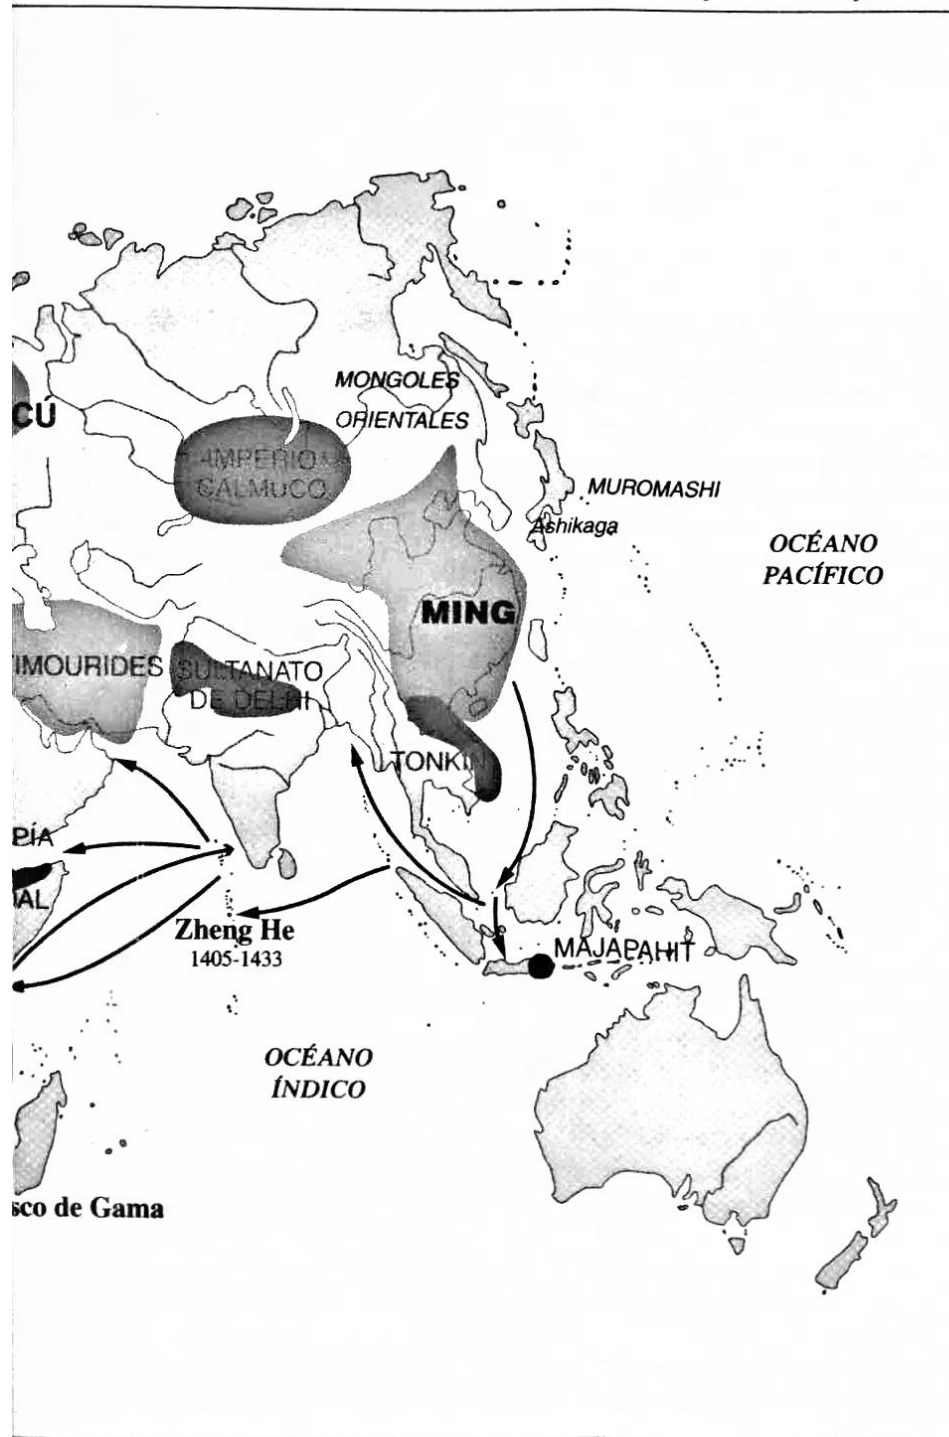 MONGOLES
ORIENTALES
CÚ
IMPERIO
CALMUCO
MUROMASHI
Ashikaga
OCÉANO
PACÍFICO
MING
IMOURIDES
SULTANATO
DE DELHI
TONKIN
PÍA
AL
Zheng He
1405-1433
MAJAPAHIT
OCÉANO
ÍNDICO
sco de Gama